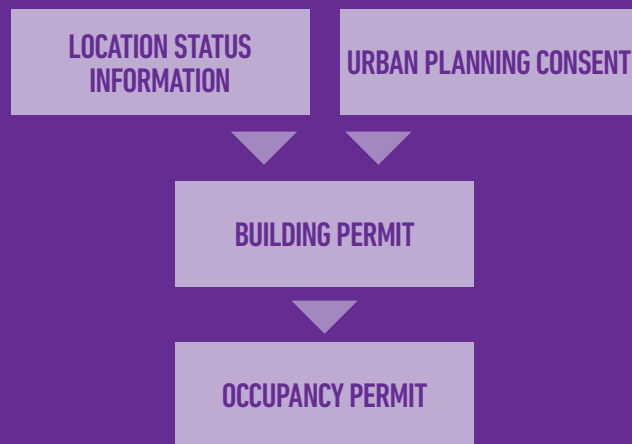 LOCATION STATUS
INFORMATION
URBAN PLANNING CONSENT
BUILDING PERMIT
OCCUPANCY PERMIT